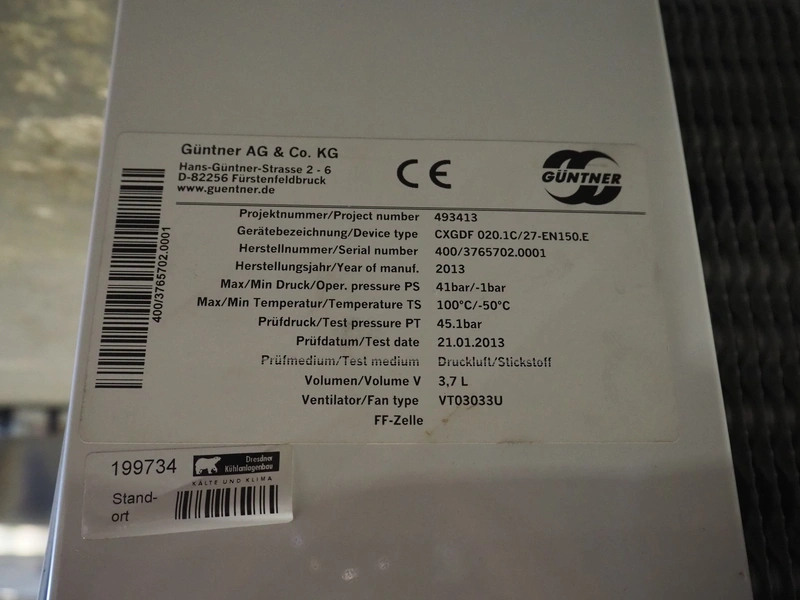 Güntner AG & Co. KG
Hans-Güntner-Strasse 2 - 6
D-82256 Fürstenfeldbruck
www.guentner.de
CE
GÜNTNER
Projektnummer/Project number 493413
Gerätebezeichnung/Device type CXGDF 020.1C/27-EN150.E
Herstellnummer/Serial number 400/3765702.0001
Herstellungsjahr/Year of manuf. 2013
Max/Min Druck/Oper. pressure PS 41bar/-1bar
Max/Min Temperatur/Temperature TS 100°C/-50°C
Prüfdruck/Test pressure PT 45.1bar
Prüfdatum/Test date 21.01.2013
Prüfmedium/Test medium Druckluft/Stickstoff
Volumen/Volume V 3,7 L
Ventilator/Fan type VT03033U
FF-Zelle
400/3765702.0001
199734
Dresdner
Kühlanlagenbau
KÄLTE UND KLIMA
Stand-
ort